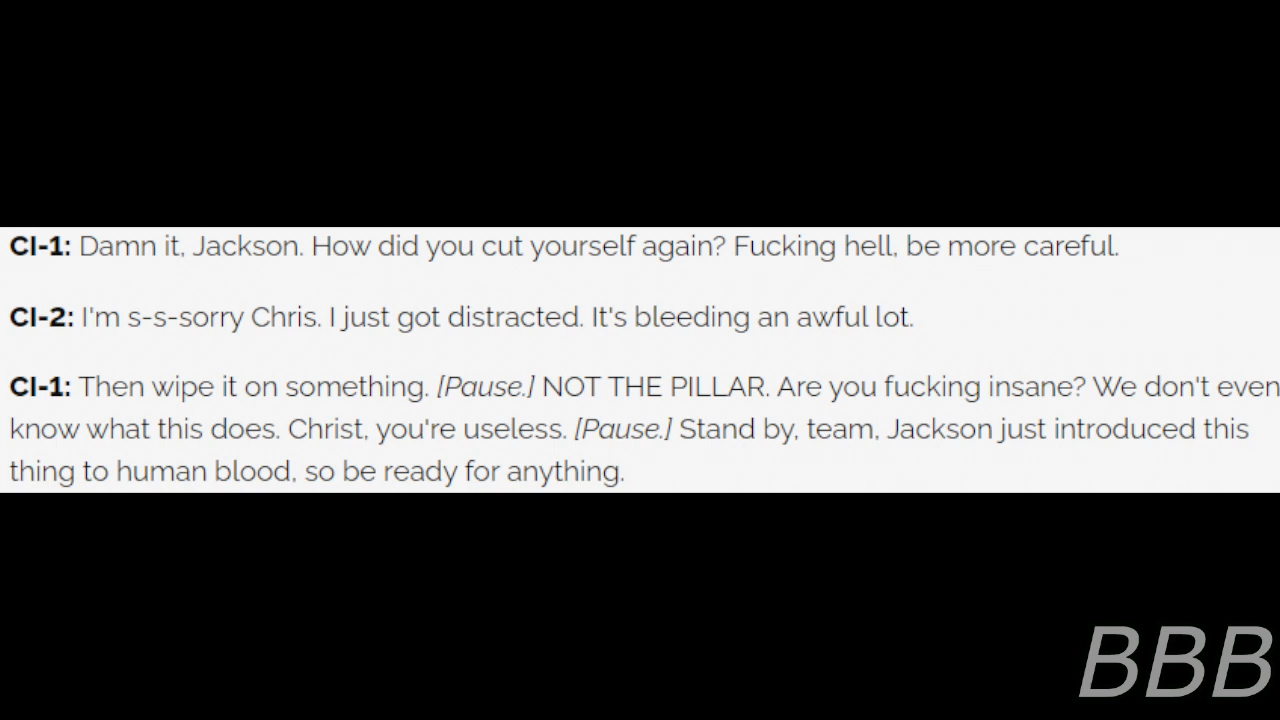 CI-1: Damn it, Jackson. How did you cut yourself again? Fucking hell, be more careful.
CI-2: I'm s-s-sorry Chris. I just got distracted. It's bleeding an awful lot.
CI-1: Then wipe it on something. [Pause.] NOT THE PILLAR. Are you fucking insane? We don't even
know what this does. Christ, you're useless. [Pause.] Stand by, team, Jackson just introduced this
thing to human blood, so be ready for anything.
BBB